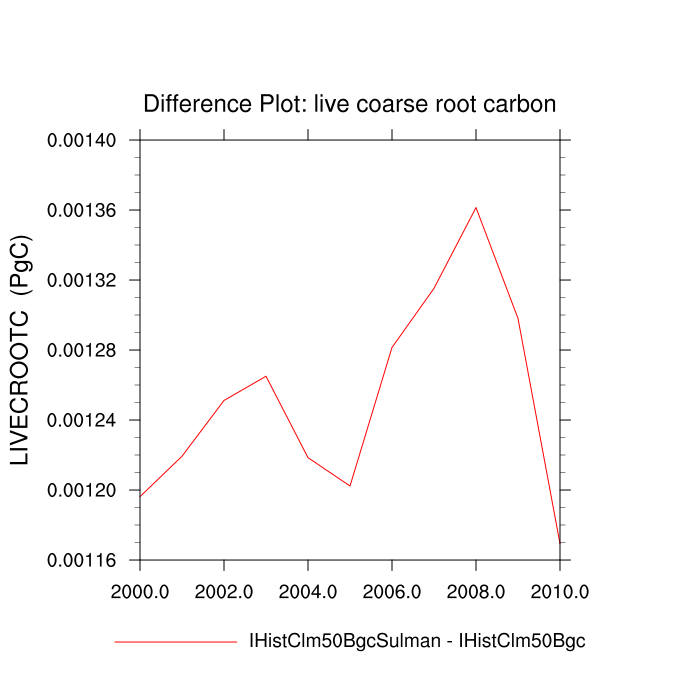 Difference Plot: live coarse root carbon
LIVECROOTC (PgC)
0.00140
0.00136
0.00132
0.00128
0.00124
0.00120
0.00116
2000.0 2002.0 2004.0 2006.0 2008.0 2010.0
IHistClm50BgcSulman - IHistClm50Bgc